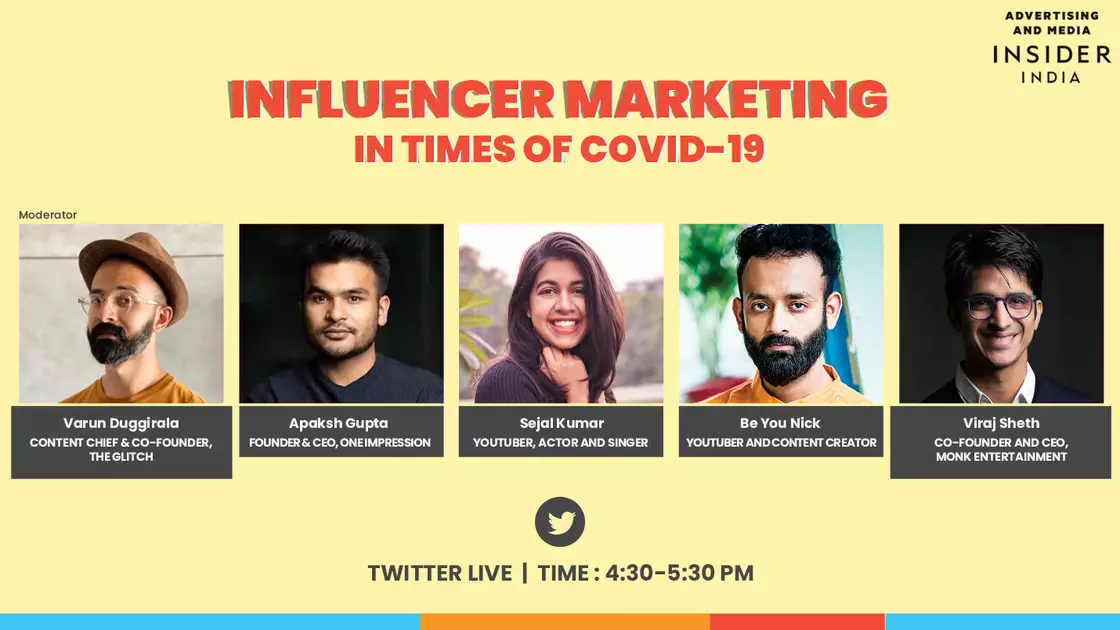 ADVERTISING
AND MEDIA
INSIDER
INDIA
INFLUENCER MARKETING
IN TIMES OF COVID-19
Moderator
Varun Duggirala
CONTENT CHIEF & CO-FOUNDER,
THE GLITCH
Apaksh Gupta
FOUNDER & CEO, ONE IMPRESSION
Sejal Kumar
YOUTUBER, ACTOR AND SINGER
Be You Nick
YOUTUBER AND CONTENT CREATOR
Viraj Sheth
CO-FOUNDER AND CEO,
MONK ENTERTAINMENT
TWITTER LIVE | TIME : 4:30-5:30 PM